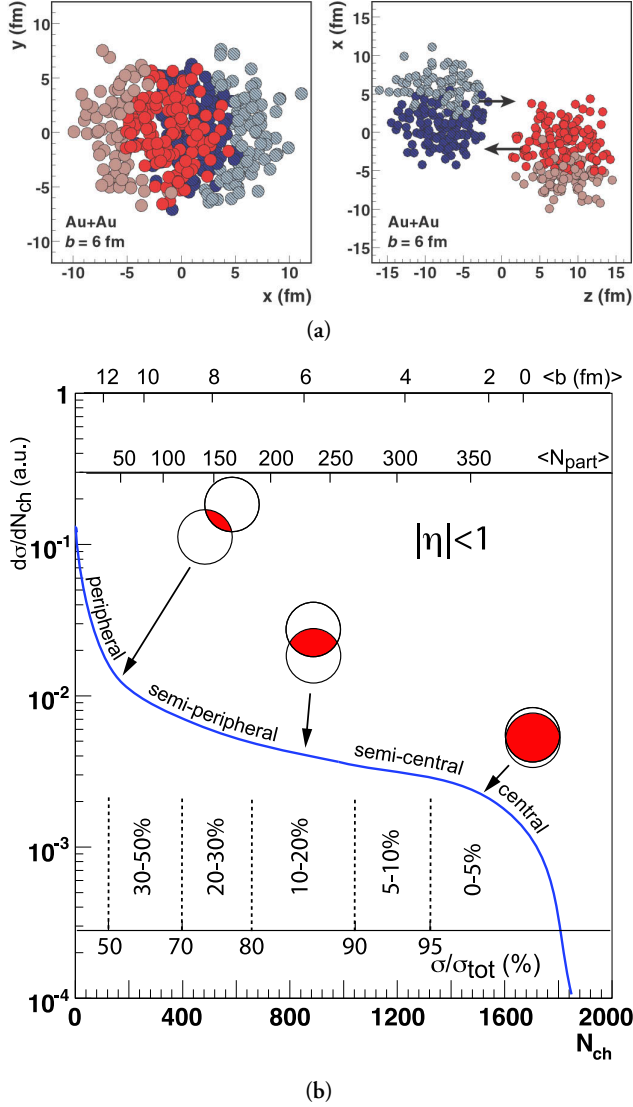 y (fm)
10
5
0
-5
-10
Au+Au
b = 6 fm
-10 -5 0 5 10
x (fm)
x (fm)
15
10
5
0
-5
-10
-15
Au+Au
b = 6 fm
-15 -10 -5 0 5 10 15
z (fm)
(a)
12 10 8 6 4 2 0 <b (fm)>
50 100 150 200 250 300 350 <Npart>
dσ/dNch (a.u.)
1
10-1
10-2
10-3
10-4
|η|<1
peripheral
semi-peripheral
semi-central
central
30-50% 20-30% 10-20% 5-10% 0-5%
50 70 80 90 95
σ/σtot (%)
0 400 800 1200 1600 2000
Nch
(b)